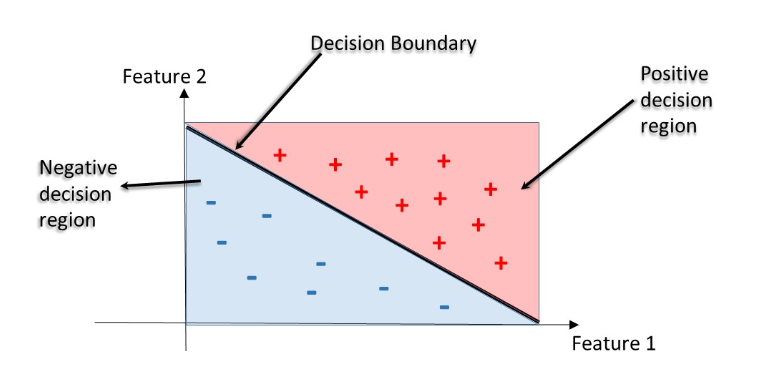 Decision Boundary
Feature 2
Positive
decision
region
Negative
decision
region
Feature 1